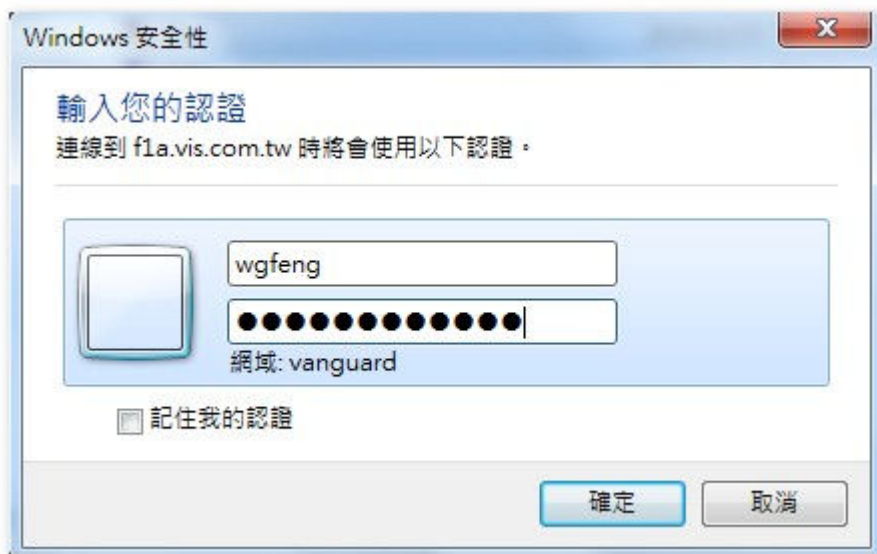 Windows 安全性
輸入您的認證
連線到 f1a.vis.com.tw 時將會使用以下認證。
wgfeng
●●●●●●●●●●●●
網域: vanguard
記住我的認證
確定
取消